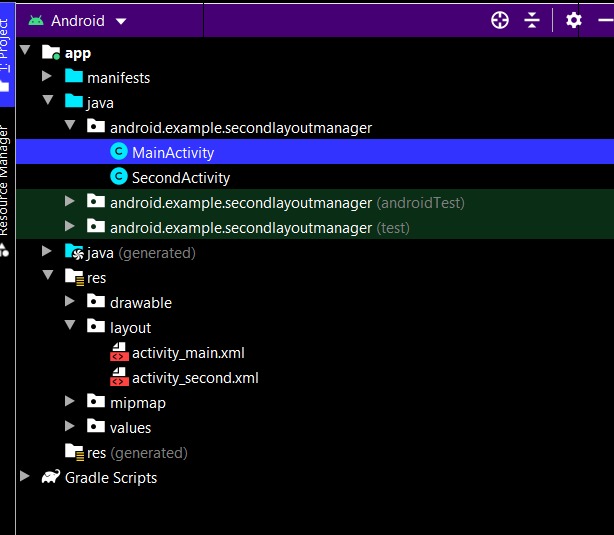 Android
1: Project
Resource Manager
app
manifests
java
android.example.secondlayoutmanager
C MainActivity
C SecondActivity
android.example.secondlayoutmanager (androidTest)
android.example.secondlayoutmanager (test)
java (generated)
res
drawable
layout
activity_main.xml
activity_second.xml
mipmap
values
res (generated)
Gradle Scripts